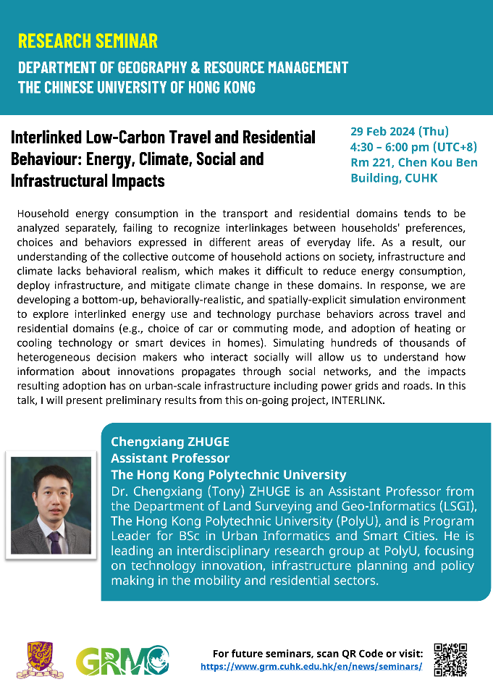 RESEARCH SEMINAR
DEPARTMENT OF GEOGRAPHY & RESOURCE MANAGEMENT
THE CHINESE UNIVERSITY OF HONG KONG
Interlinked Low-Carbon Travel and Residential
Behaviour: Energy, Climate, Social and
Infrastructural Impacts
29 Feb 2024 (Thu)
4:30 – 6:00 pm (UTC+8)
Rm 221, Chen Kou Ben
Building, CUHK
Household energy consumption in the transport and residential domains tends to be
analyzed separately, failing to recognize interlinkages between households' preferences,
choices and behaviors expressed in different areas of everyday life. As a result, our
understanding of the collective outcome of household actions on society, infrastructure and
climate lacks behavioral realism, which makes it difficult to reduce energy consumption,
deploy infrastructure, and mitigate climate change in these domains. In response, we are
developing a bottom-up, behaviorally-realistic, and spatially-explicit simulation environment
to explore interlinked energy use and technology purchase behaviors across travel and
residential domains (e.g., choice of car or commuting mode, and adoption of heating or
cooling technology or smart devices in homes). Simulating hundreds of thousands of
heterogeneous decision makers who interact socially will allow us to understand how
information about innovations propagates through social networks, and the impacts
resulting adoption has on urban-scale infrastructure including power grids and roads. In this
talk, I will present preliminary results from this on-going project, INTERLINK.
Chengxiang ZHUGE
Assistant Professor
The Hong Kong Polytechnic University
Dr. Chengxiang (Tony) ZHUGE is an Assistant Professor from
the Department of Land Surveying and Geo-Informatics (LSGI),
The Hong Kong Polytechnic University (PolyU), and is Program
Leader for BSc in Urban Informatics and Smart Cities. He is
leading an interdisciplinary research group at PolyU, focusing
on technology innovation, infrastructure planning and policy
making in the mobility and residential sectors.
GRMD
For future seminars, scan QR Code or visit:
https://www.grm.cuhk.edu.hk/en/news/seminars/